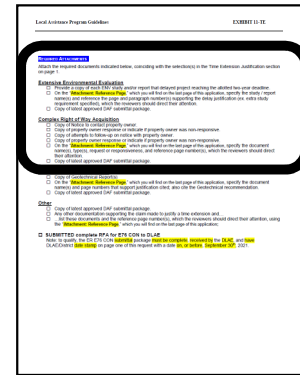 Local Assistance Program Guidelines EXHIBIT 11-TE
REQUIRED ATTACHMENTS
Attach the required documents indicated below, coinciding with the selection(s) in the Time Extension Justification section
on page 1.
Extensive Environmental Evaluation
☐ Provide a copy of each ENV study and/or report that delayed project reaching the allotted two-year deadline.
☐ On the "Attachment: Reference Page," which you will find on the last page of this application, specify the study / report
name(s) and reference the page and paragraph number(s) supporting the delay justification (ex. extra study
requirement specified), which the reviewers should direct their attention.
☐ Copy of latest approved DAF submittal package.
Complex Right of Way Acquisition
☐ Copy of Notice to contact property owner.
☐ Copy of property owner response or indicate if property owner was non-responsive
☐ Copy of attempts to follow-up on notice with property owner
☐ Copy of property owner response or indicate if property owner was non-responsive
☐ On the "Attachment: Reference Page," which you will find on the last page of this application, specify the document
name(s), type(s), request or responsiveness, and reference page number(s), which the reviewers should direct
their attention.
☐ Copy of latest approved DAF submittal package.
☐ Copy of Geotechnical Report(s)
☐ On the "Attachment: Reference Page," which you will find on the last page of this application, specify the document
name(s) and page numbers that support justification cited, also cite the Geotechnical recommendation.
☐ Copy of latest approved DAF submittal package.
Other
☐ Copy of latest approved DAF submittal package.
☐ Any other documentation supporting the claim made to justify a time extension and...
☐ ...list these documents and the reference page number(s), which the reviewers should direct their attention, using
the "Attachment: Reference Page," which you will find on the last page of this application:
☐ SUBMITTED complete RFA for E76 CON to DLAE
Note: To qualify, the ER E76 CON submittal package must be complete, received by the DLAE, and have
DLAE/District date stamp on page one of this request with a date on, or before, September 30th, 2021.